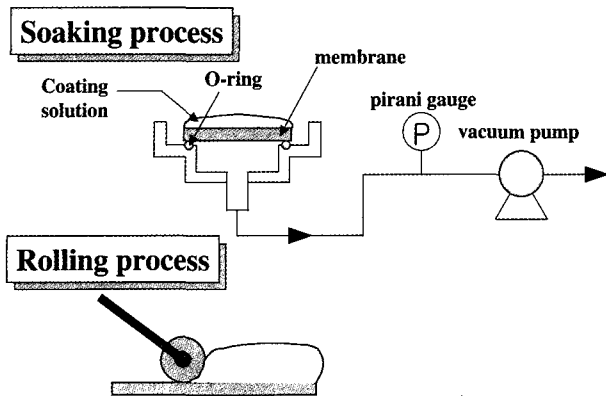 Soaking process
O-ring
membrane
Coating
solution
pirani gauge
P
vacuum pump
Rolling process